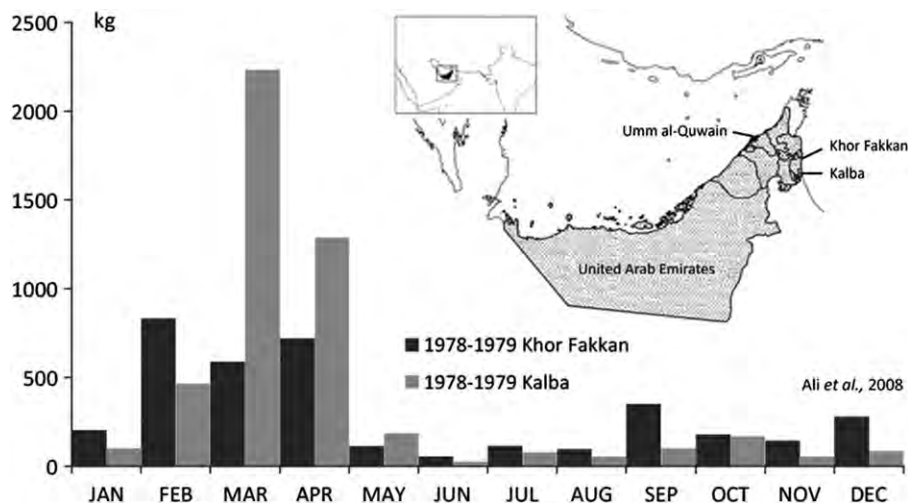 2500
kg
2000
1500
1000
500
0
JAN FEB MAR APR MAY JUN JUL AUG SEP OCT NOV DEC
Umm al-Quwain
Khor Fakkan
Kalba
United Arab Emirates
1978-1979 Khor Fakkan
1978-1979 Kalba
Ali et al., 2008